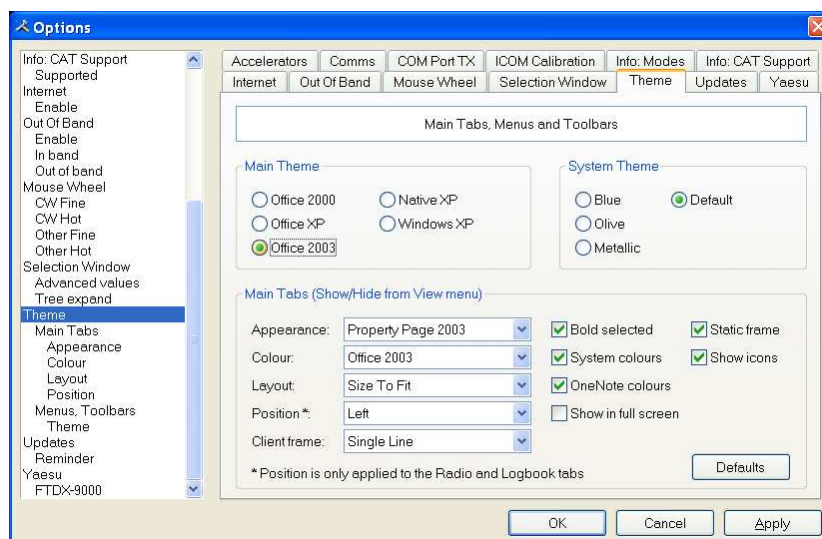 Options
Info: CAT Support
Supported
Internet
Enable
Out Of Band
Enable
In band
Out of band
Mouse Wheel
CW Fine
CW Hot
Other Fine
Other Hot
Selection Window
Advanced values
Tree expand
Theme
Main Tabs
Appearance
Colour
Layout
Position
Menus, Toolbars
Theme
Updates
Reminder
Yaesu
FTDX-9000
Accelerators Comms COM Port TX ICOM Calibration Info: Modes Info: CAT Support
Internet Out Of Band Mouse Wheel Selection Window Theme Updates Yaesu
Main Tabs, Menus and Toolbars
Main Theme
Office 2000 Native XP
Office XP Windows XP
Office 2003
System Theme
Blue Default
Olive
Metallic
Main Tabs (Show/Hide from View menu)
Appearance: Property Page 2003 Bold selected Static frame
Colour: Office 2003 System colours Show icons
Layout: Size To Fit OneNote colours
Position *: Left Show in full screen
Client frame: Single Line
* Position is only applied to the Radio and Logbook tabs
Defaults
OK Cancel Apply